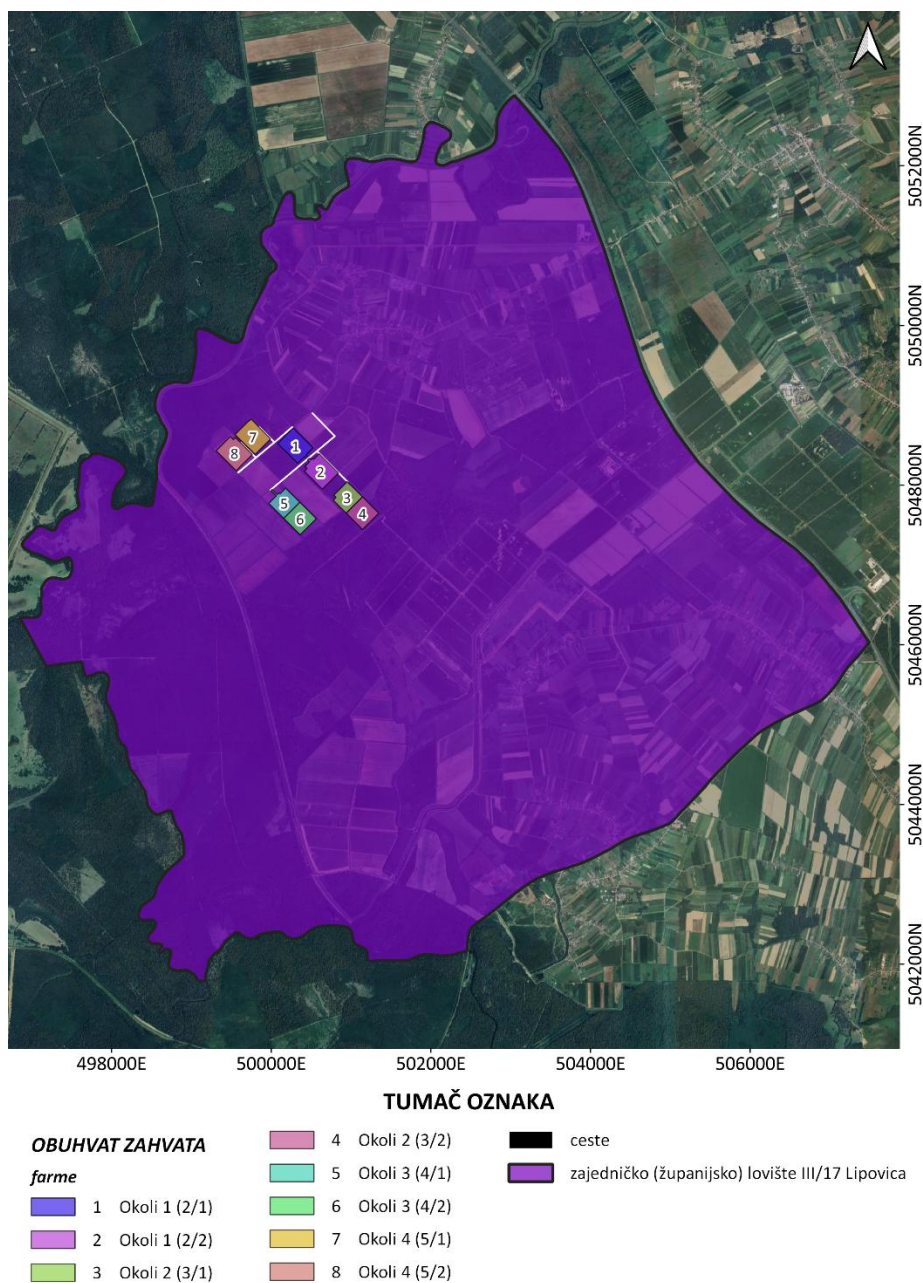 5052000N
5050000N
7
1
8
2
3
5
4
6
5048000N
5046000N
5044000N
5042000N
498000E 500000E 502000E 504000E 506000E
TUMAČ OZNAKA
OBUHVAT ZAHVATA
farme
1 Okoli 1 (2/1)
2 Okoli 1 (2/2)
3 Okoli 2 (3/1)
4 Okoli 2 (3/2)
5 Okoli 3 (4/1)
6 Okoli 3 (4/2)
7 Okoli 4 (5/1)
8 Okoli 4 (5/2)
ceste
zajedničko (županijsko) lovište III/17 Lipovica